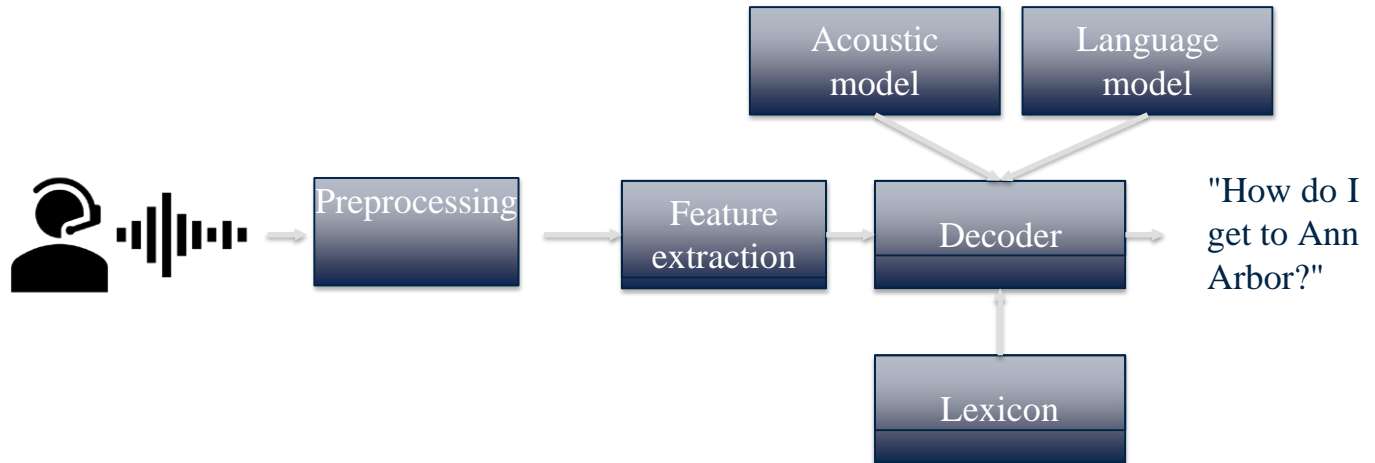 Acoustic
model
Language
model
Preprocessing
Feature
extraction
Decoder
"How do I
get to Ann
Arbor?"
Lexicon